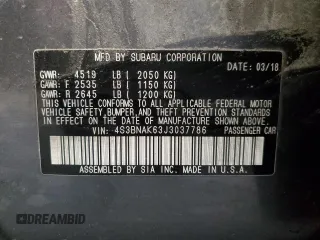 MFD. BY SUBARU CORPORATION
DATE: 03/18
GVWR: 4519 LB ( 2050 KG)
GAWR: F 2535 LB ( 1150 KG)
GAWR: R 2645 LB ( 1200 KG)
THIS VEHICLE CONFORMS TO ALL APPLICABLE
FEDERAL MOTOR VEHICLE
SAFETY, BUMPER, AND THEFT PREVENTION STANDARDS
IN EFFECT ON THE DATE OF MANUFACTURE SHOWN ABOVE.
VIN: 4S3BNAK63J3037786 PASSENGER CAR
ASSEMBLED BY SIA INC. MADE IN U.S.A.
DREAMBID